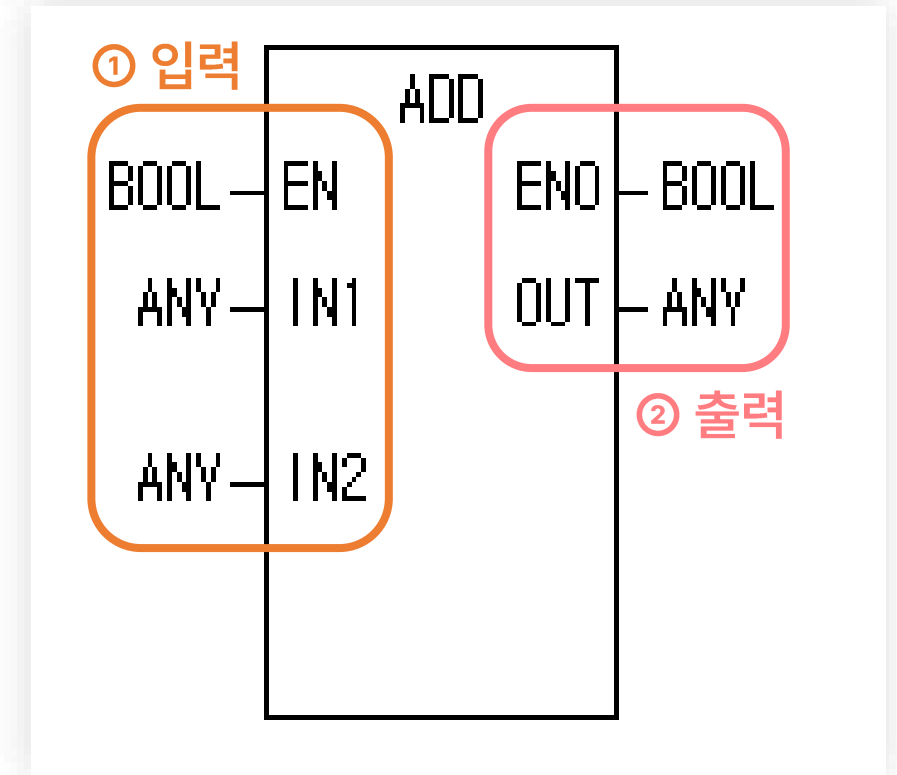 ① 입력
ADD
BOOL EN ENO BOOL
ANY IN1 OUT ANY
② 출력
ANY IN2